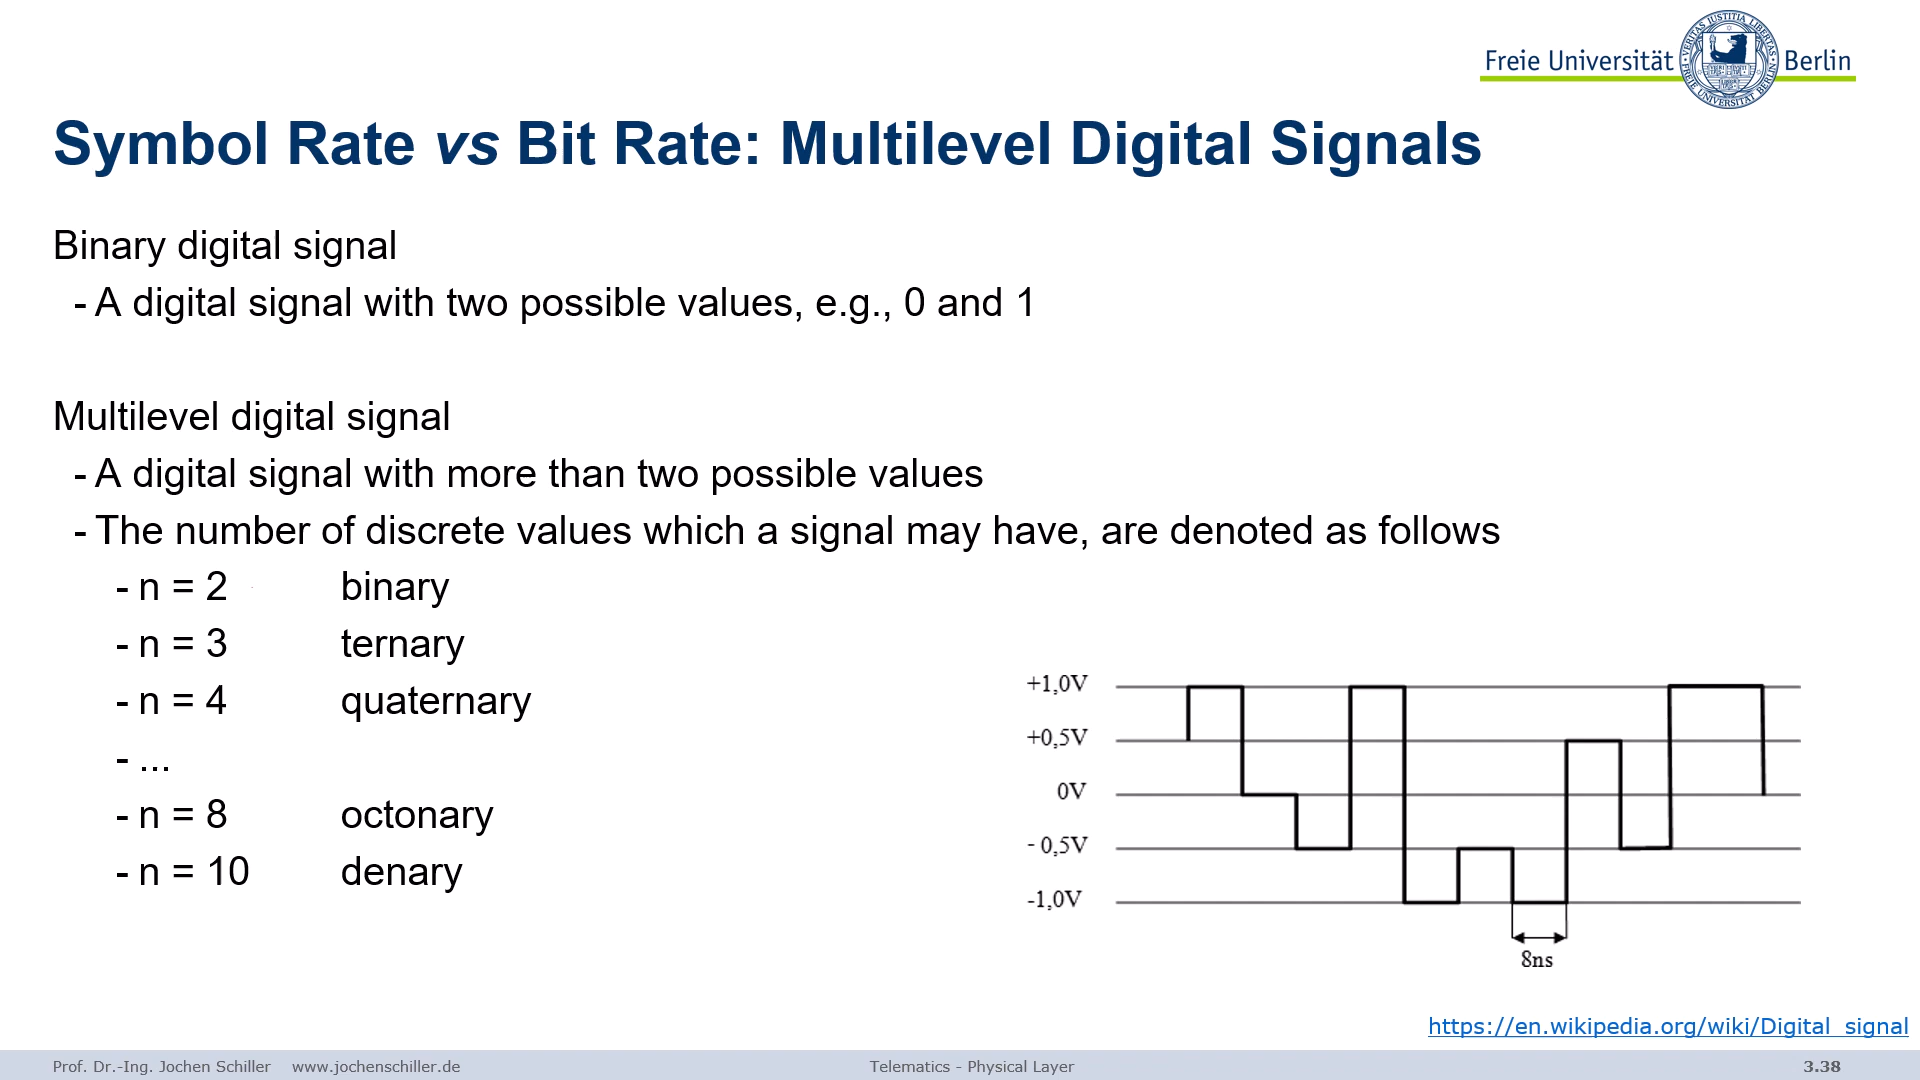 Freie Universität Berlin
Symbol Rate vs Bit Rate: Multilevel Digital Signals
Binary digital signal
- A digital signal with two possible values, e.g., 0 and 1
Multilevel digital signal
- A digital signal with more than two possible values
- The number of discrete values which a signal may have, are denoted as follows
- n = 2 binary
- n = 3 ternary
- n = 4 quaternary
- ...
- n = 8 octonary
- n = 10 denary
+1,0V
+0,5V
0V
- 0,5V
-1,0V
8ns
https://en.wikipedia.org/wiki/Digital_signal
Prof. Dr.-Ing. Jochen Schiller www.jochenschiller.de Telematics - Physical Layer 3.38